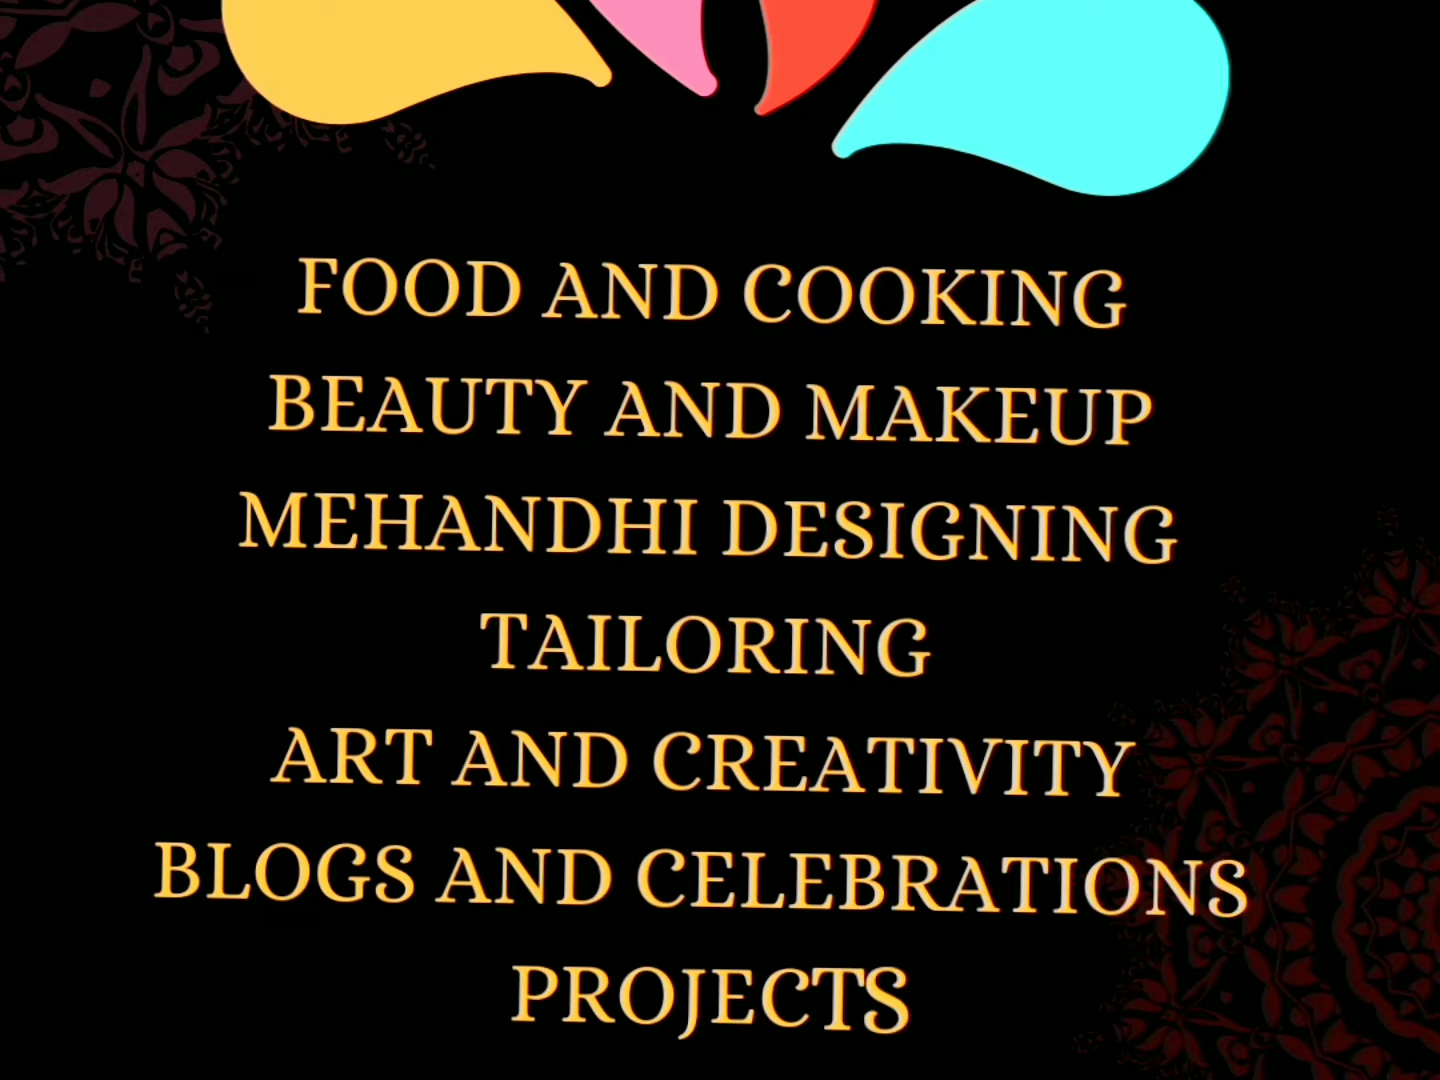 FOOD AND COOKING
BEAUTY AND MAKEUP
MEHANDHI DESIGNING
TAILORING
ART AND CREATIVITY
BLOGS AND CELEBRATIONS
PROJECTS